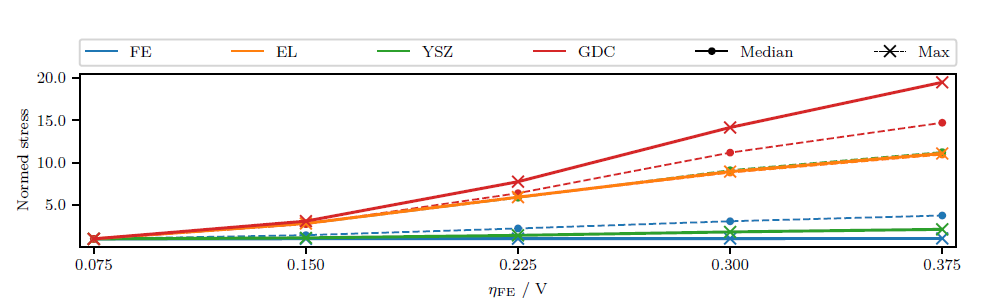 FE EL YSZ GDC Median Max
20.0
15.0
10.0
5.0
Normed stress
0.075 0.150 0.225 0.300 0.375
η_FE / V